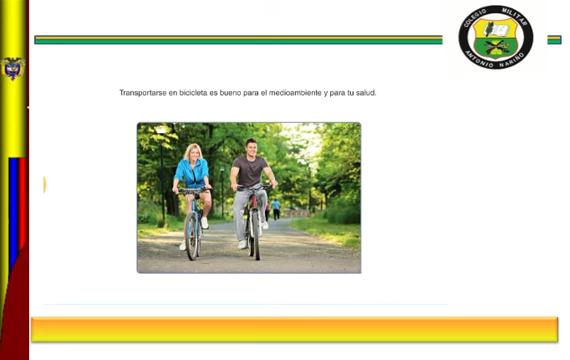 COLEGIO MILITAR
ANTONIO NARIÑO
Transportarse en bicicleta es bueno para el medioambiente y para tu salud.